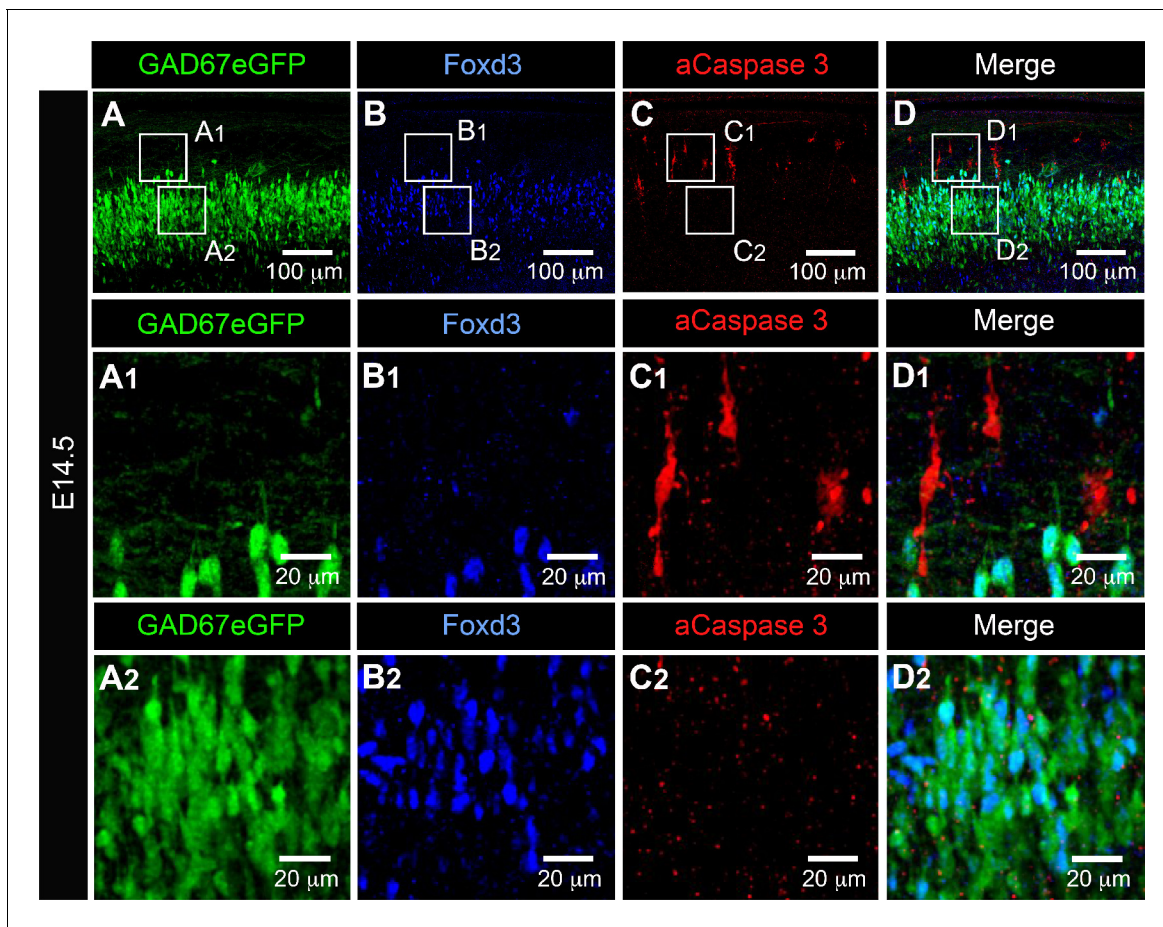 GAD67eGFP Foxd3 aCaspase 3 Merge
E14.5
A B C D
A1 B1 C1 D1
A2 B2 C2 D2
100 µm 100 µm 100 µm 100 µm
GAD67eGFP Foxd3 aCaspase 3 Merge
A1 B1 C1 D1
20 µm 20 µm 20 µm 20 µm
GAD67eGFP Foxd3 aCaspase 3 Merge
A2 B2 C2 D2
20 µm 20 µm 20 µm 20 µm